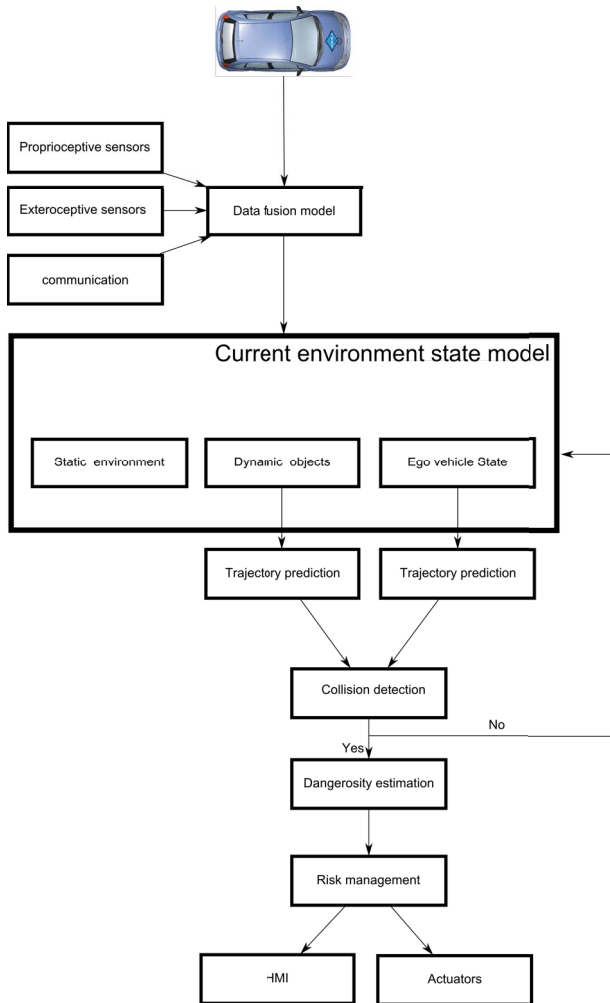 Proprioceptive sensors
Exteroceptive sensors
Data fusion model
communication
Current environment state model
Static environment
Dynamic objects
Ego vehicle State
Trajectory prediction
Trajectory prediction
Collision detection
No
Yes
Dangerosity estimation
Risk management
HMI
Actuators